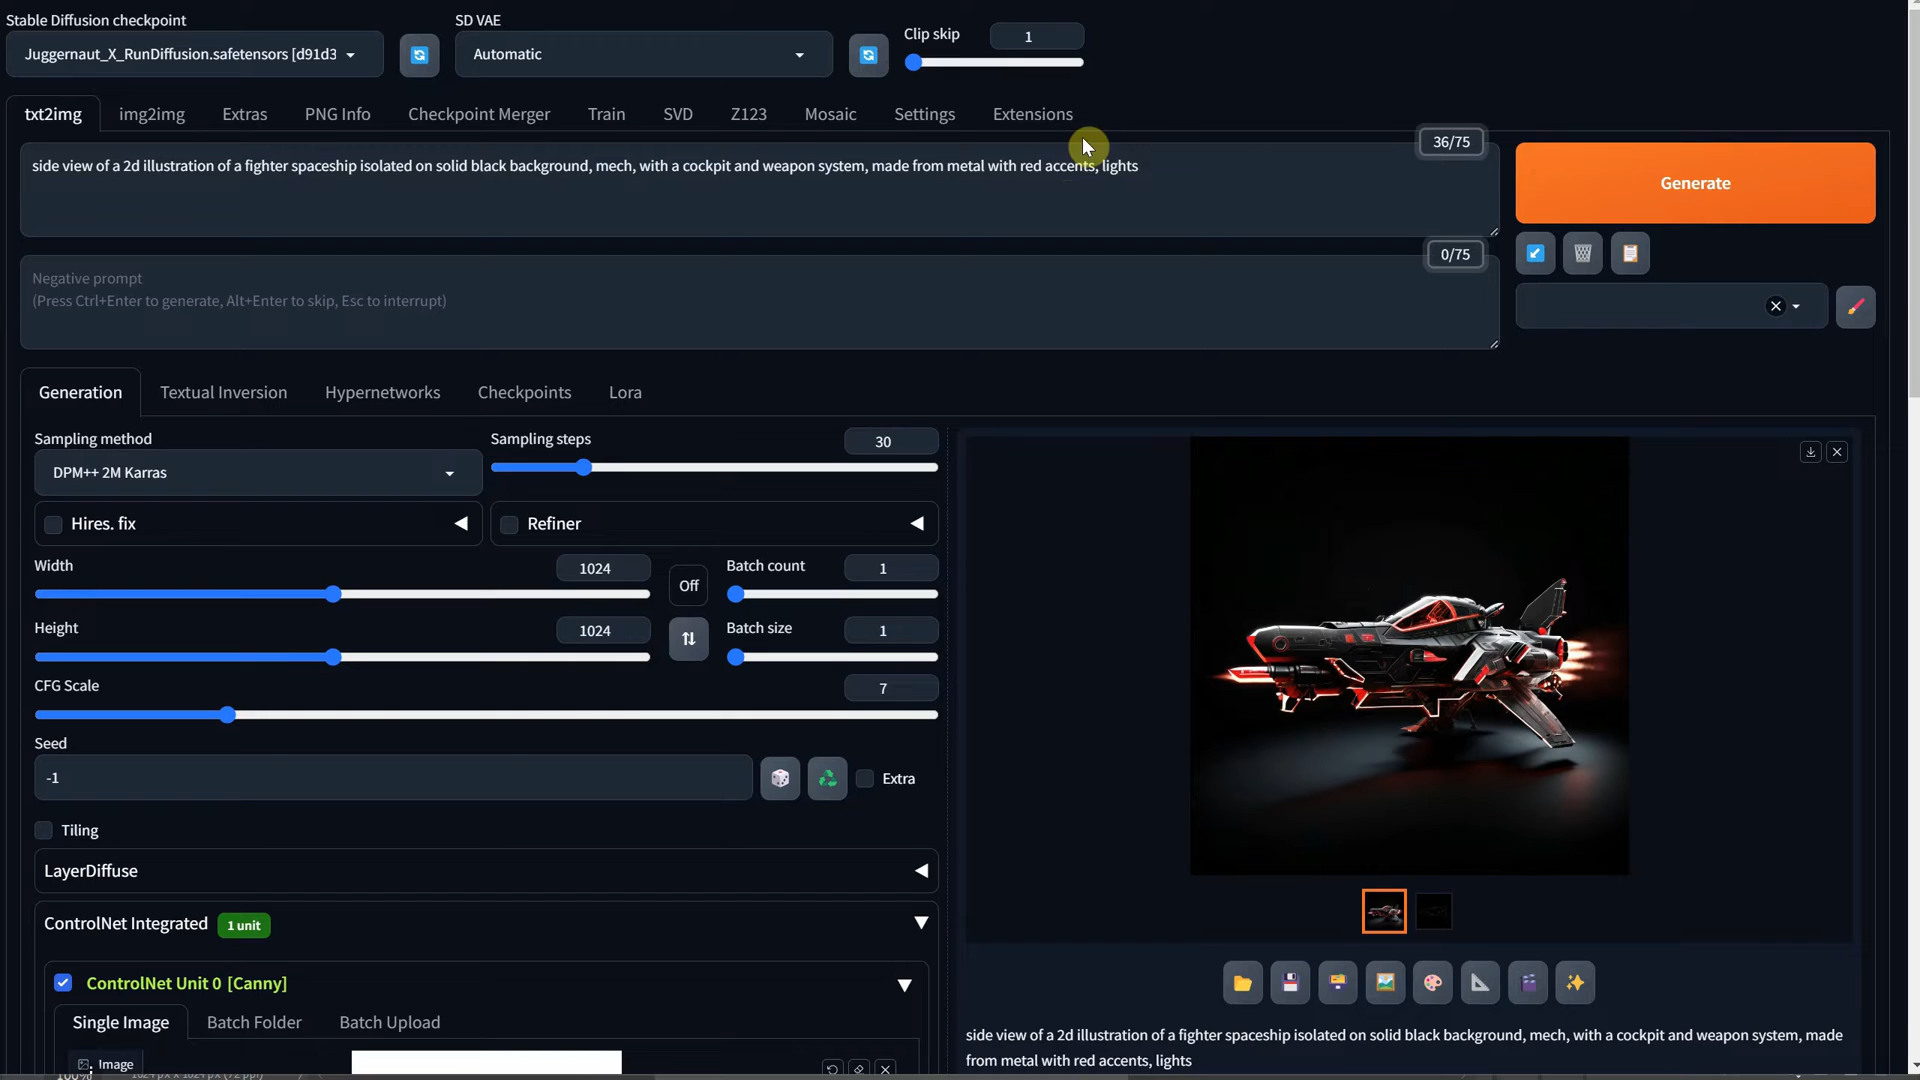 Stable Diffusion checkpoint
SD VAE
Clip skip
1
Juggernaut_X_RunDiffusion.safetensors [d91d3
Automatic
txt2img
img2img
Extras
PNG Info
Checkpoint Merger
Train
SVD
Z123
Mosaic
Settings
Extensions
36/75
side view of a 2d illustration of a fighter spaceship isolated on solid black background, mech, with a cockpit and weapon system, made from metal with red accents, lights
Generate
0/75
Negative prompt
(Press Ctrl+Enter to generate, Alt+Enter to skip, Esc to interrupt)
Generation
Textual Inversion
Hypernetworks
Checkpoints
Lora
Sampling method
Sampling steps
30
DPM++ 2M Karras
Hires. fix
Refiner
Width
1024
Off
Batch count
1
Height
1024
Batch size
1
CFG Scale
7
Seed
-1
Extra
Tiling
LayerDiffuse
ControlNet Integrated
1 unit
ControlNet Unit 0 [Canny]
Single Image
Batch Folder
Batch Upload
Image
side view of a 2d illustration of a fighter spaceship isolated on solid black background, mech, with a cockpit and weapon system, made
from metal with red accents, lights